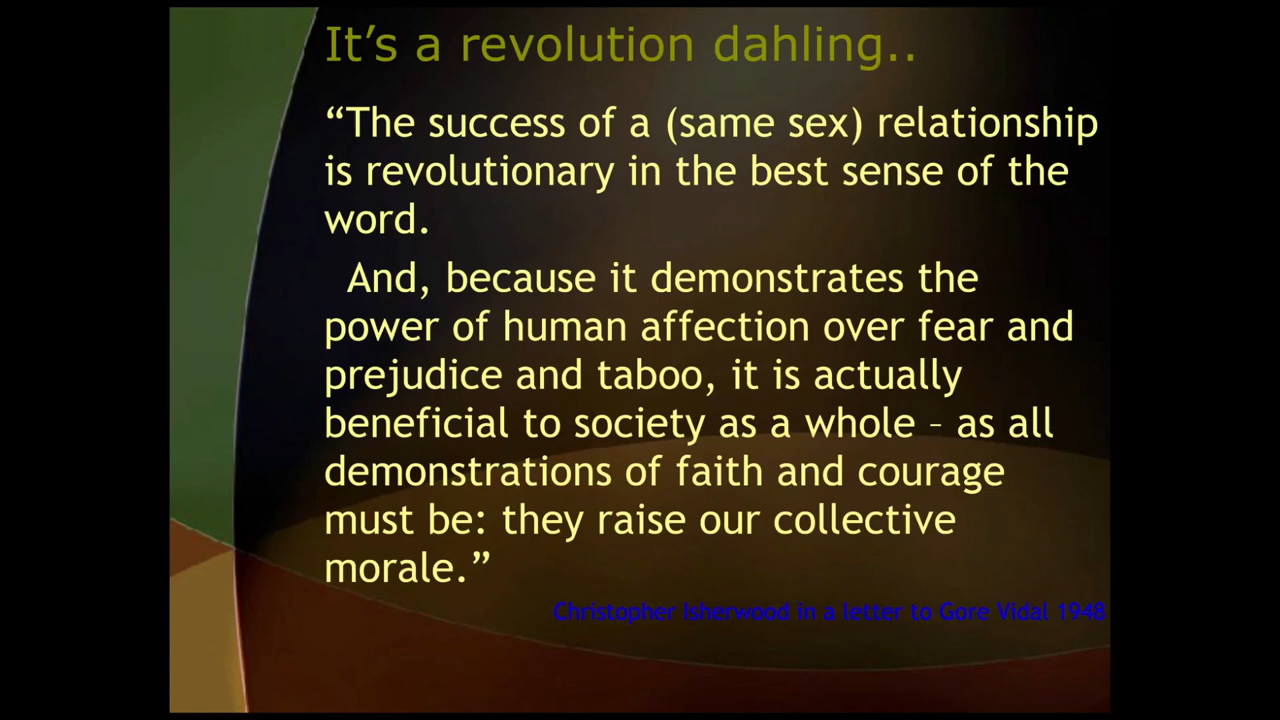 It’s a revolution dahling..
“The success of a (same sex) relationship
is revolutionary in the best sense of the
word.
And, because it demonstrates the
power of human affection over fear and
prejudice and taboo, it is actually
beneficial to society as a whole – as all
demonstrations of faith and courage
must be: they raise our collective
morale.”
Christopher Isherwood in a letter to Gore Vidal 1948